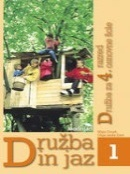 Družba za 4. razred
osnovne šole
Družba
in jaz
1